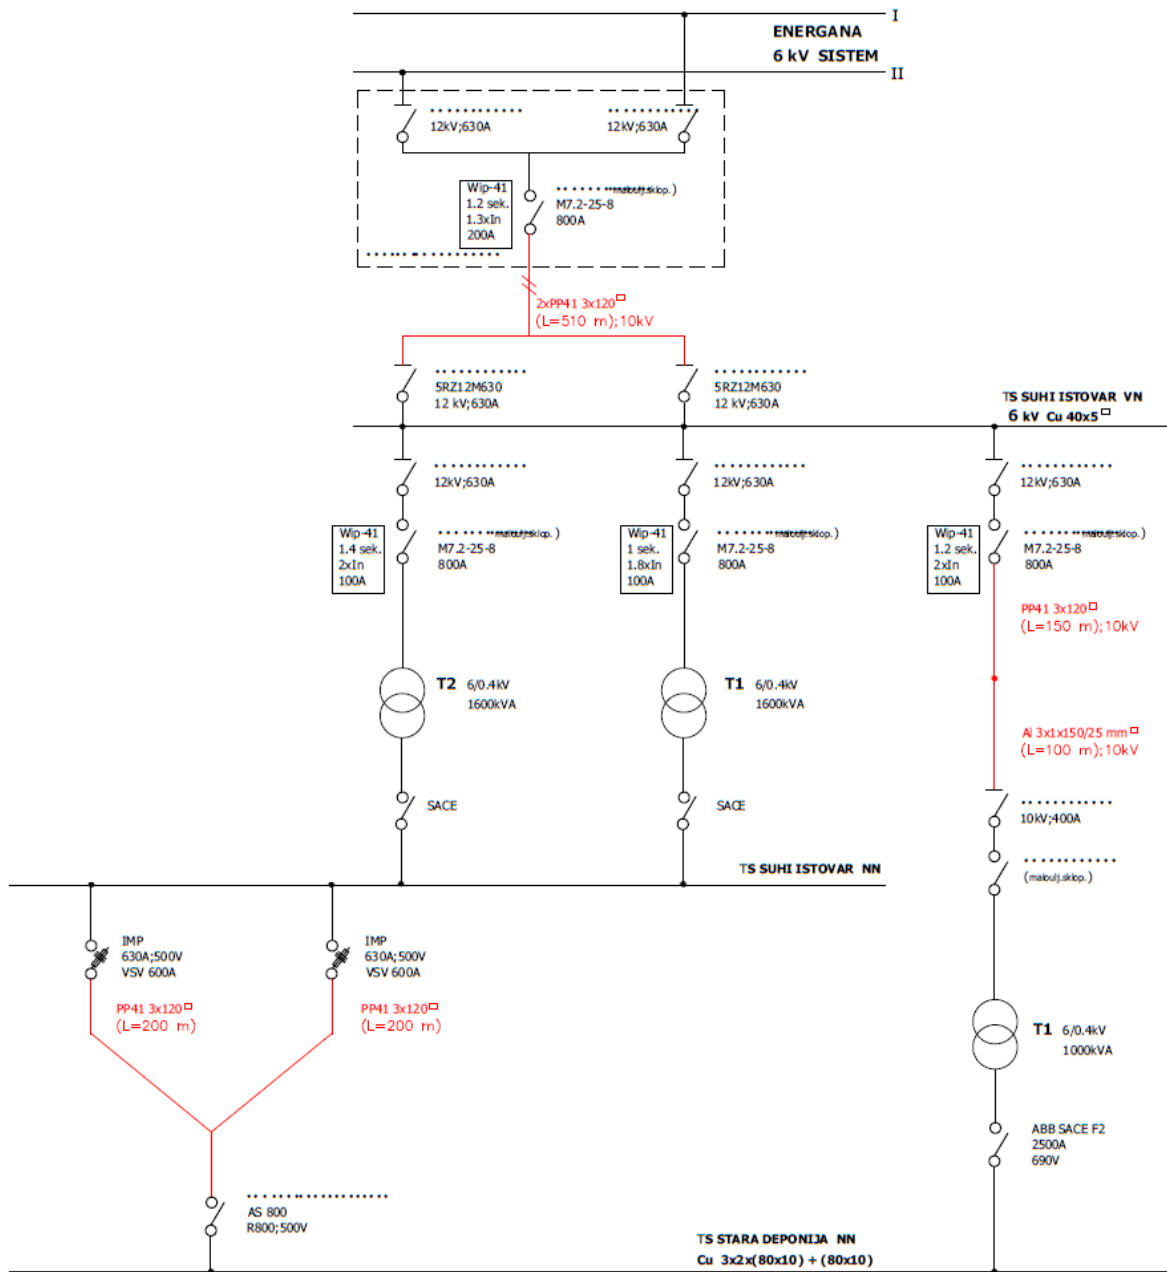 I
ENERGANA
6 kV SISTEM
II
12kV;630A
12kV;630A
Wip-41
1.2 sek.
1.3xIn
200A
maloulj.sklop.)
M7.2-25-8
800A
2xPP41 3x120□
(L=510 m); 10kV
5RZ12M630
12 kV;630A
5RZ12M630
12 kV;630A
TS SUHI ISTOVAR VN
6 kV Cu 40x5□
12kV;630A
12kV;630A
12kV;630A
Wip-41
1.4 sek.
2xIn
100A
maloulj.sklop.)
M7.2-25-8
800A
Wip-41
1 sek.
1.8xIn
100A
maloulj.sklop.)
M7.2-25-8
800A
Wip-41
1.2 sek.
2xIn
100A
maloulj.sklop.)
M7.2-25-8
800A
PP41 3x120□
(L=150 m); 10kV
T2 6/0.4kV
1600kVA
T1 6/0.4kV
1600kVA
Al 3x1x150/25 mm□
(L=100 m); 10kV
SACE
SACE
10kV;400A
TS SUHI ISTOVAR NN
(maloulj.sklop.)
IMP
630A;500V
VSV 600A
IMP
630A;500V
VSV 600A
PP41 3x120□
(L=200 m)
PP41 3x120□
(L=200 m)
T1 6/0.4kV
1000kVA
ABB SACE F2
2500A
690V
AS 800
R800;500V
TS STARA DEPONIJA NN
Cu 3x2x(80x10) + (80x10)